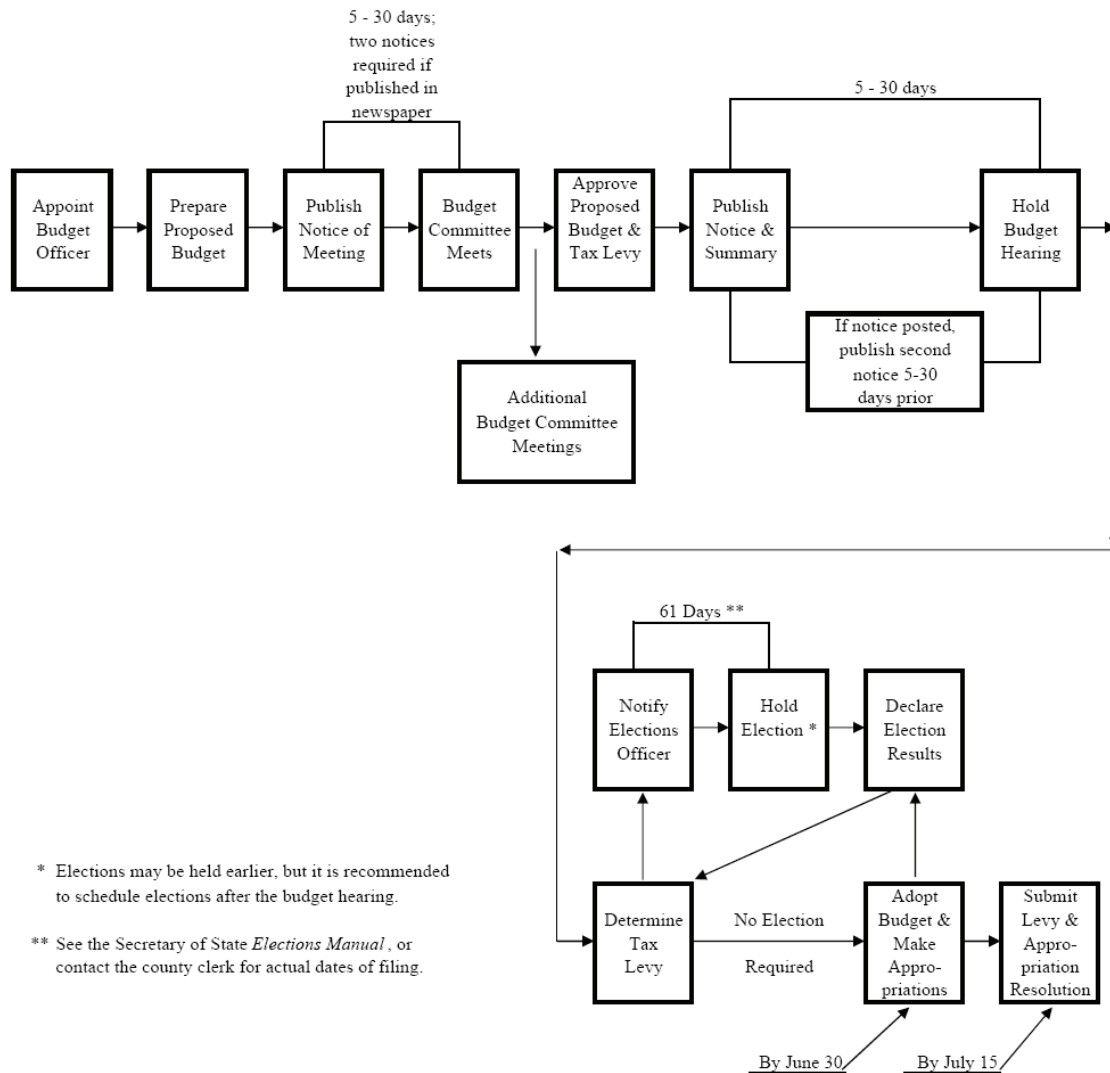 5 - 30 days;
two notices
required if
published in
newspaper
5 - 30 days
Appoint
Budget
Officer
Prepare
Proposed
Budget
Publish
Notice of
Meeting
Budget
Committee
Meets
Approve
Proposed
Budget &
Tax Levy
Publish
Notice &
Summary
Hold
Budget
Hearing
If notice posted,
publish second
notice 5-30
days prior
Additional
Budget Committee
Meetings
61 Days **
Notify
Elections
Officer
Hold
Election *
Declare
Election
Results
* Elections may be held earlier, but it is recommended
to schedule elections after the budget hearing.
** See the Secretary of State Elections Manual , or
contact the county clerk for actual dates of filing.
Determine
Tax
Levy
No Election
Required
Adopt
Budget &
Make
Appro-
priations
Submit
Levy &
Appro-
priation
Resolution
By June 30
By July 15